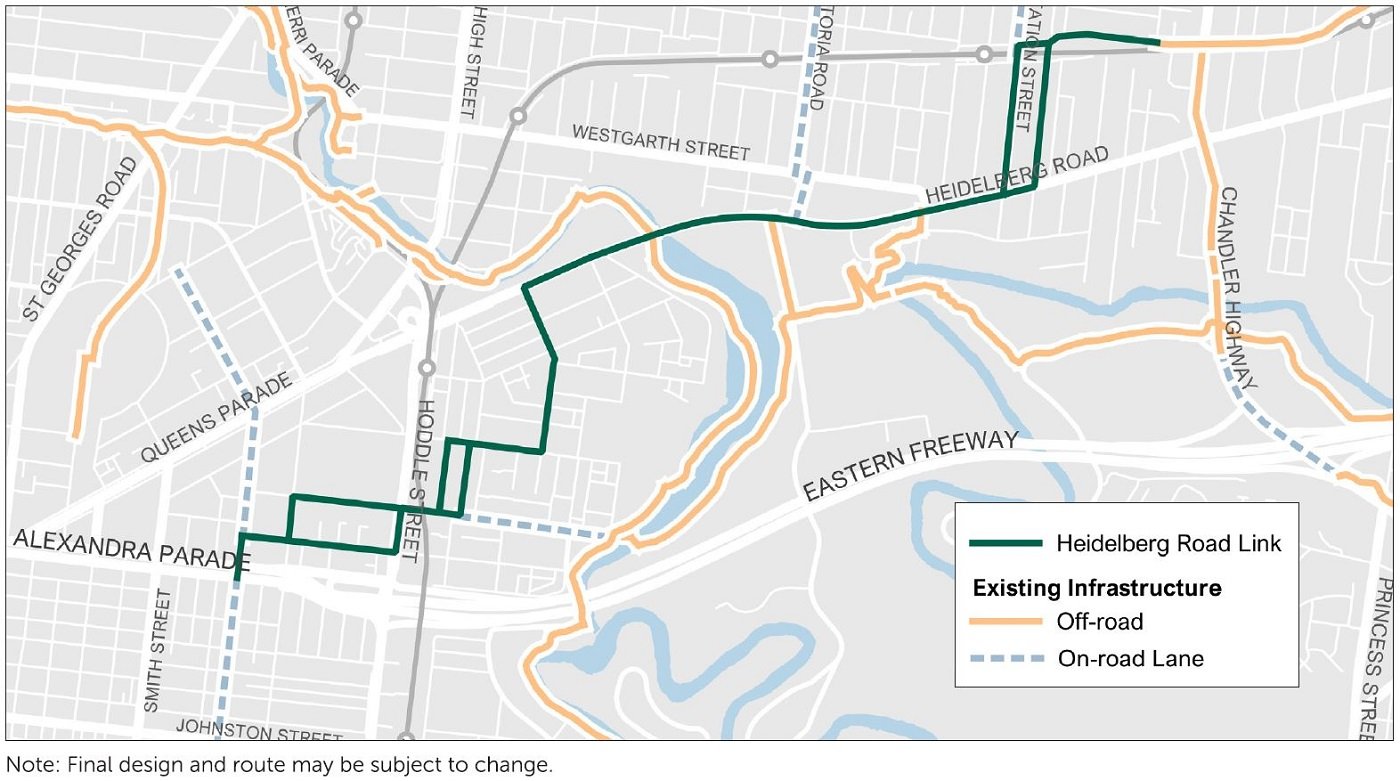 ERRI PARADE
HIGH STREET
TORIA ROAD
TATION STREET
WESTGARTH STREET
HEIDELBERG ROAD
ST GEORGES ROAD
CHANDLER HIGHWAY
QUEENS PARADE
HODDLE STREET
EASTERN FREEWAY
ALEXANDRA PARADE
SMITH STREET
JOHNSTON STREET
PRINCESS STREE
Heidelberg Road Link
Existing Infrastructure
Off-road
On-road Lane
Note: Final design and route may be subject to change.